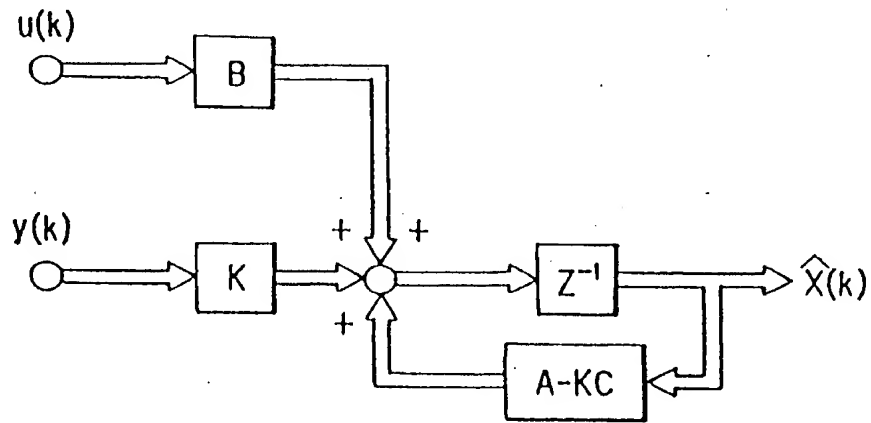 u(k)
B
y(k)
+ +
K
Z⁻¹
X̂(k)
+
A-KC